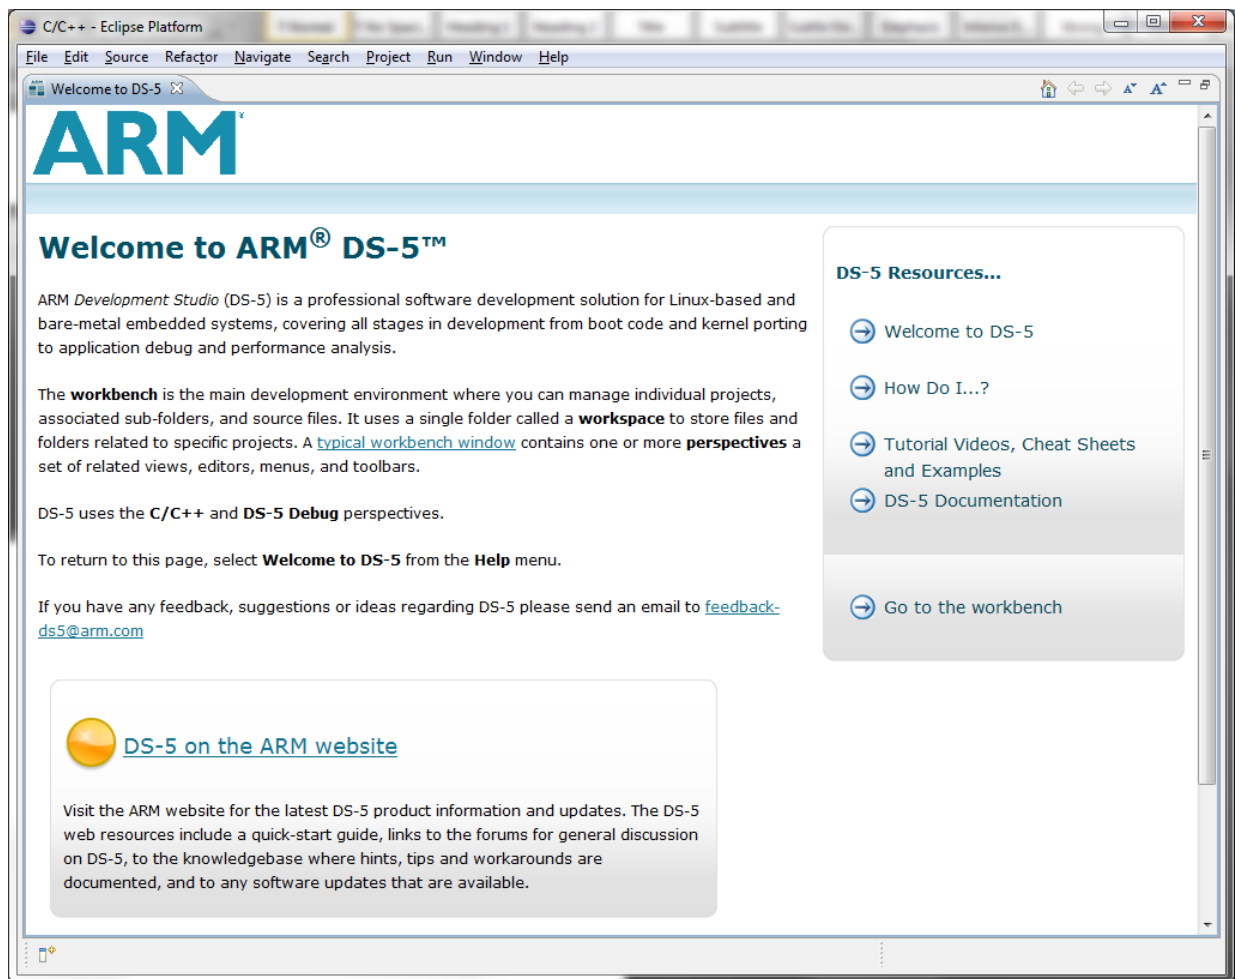 C/C++ - Eclipse Platform
File Edit Source Refactor Navigate Search Project Run Window Help
Welcome to DS-5
ARM
Welcome to ARM® DS-5™
ARM Development Studio (DS-5) is a professional software development solution for Linux-based and
bare-metal embedded systems, covering all stages in development from boot code and kernel porting
to application debug and performance analysis.
The workbench is the main development environment where you can manage individual projects,
associated sub-folders, and source files. It uses a single folder called a workspace to store files and
folders related to specific projects. A typical workbench window contains one or more perspectives a
set of related views, editors, menus, and toolbars.
DS-5 uses the C/C++ and DS-5 Debug perspectives.
To return to this page, select Welcome to DS-5 from the Help menu.
If you have any feedback, suggestions or ideas regarding DS-5 please send an email to feedback-
ds5@arm.com
DS-5 on the ARM website
Visit the ARM website for the latest DS-5 product information and updates. The DS-5
web resources include a quick-start guide, links to the forums for general discussion
on DS-5, to the knowledgebase where hints, tips and workarounds are
documented, and to any software updates that are available.
DS-5 Resources...
Welcome to DS-5
How Do I...?
Tutorial Videos, Cheat Sheets
and Examples
DS-5 Documentation
Go to the workbench